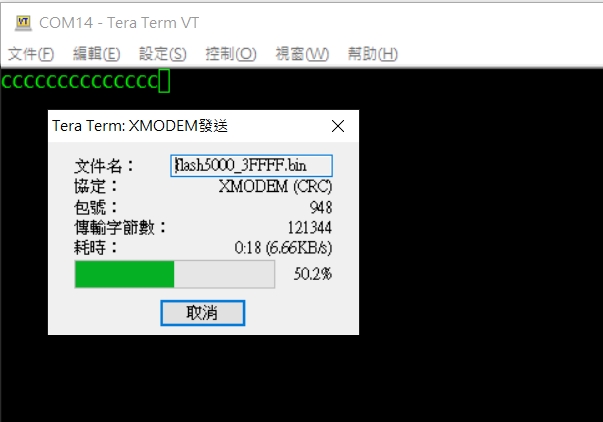 COM14 - Tera Term VT
文件(F) 編輯(E) 設定(S) 控制(O) 視窗(W) 幫助(H)
CCCCCCCCCCCCCC
Tera Term: XMODEM發送
文件名： flash5000_3FFFF.bin
協定： XMODEM (CRC)
包號： 948
傳輸字節數： 121344
耗時： 0:18 (6.66KB/s)
50.2%
取消